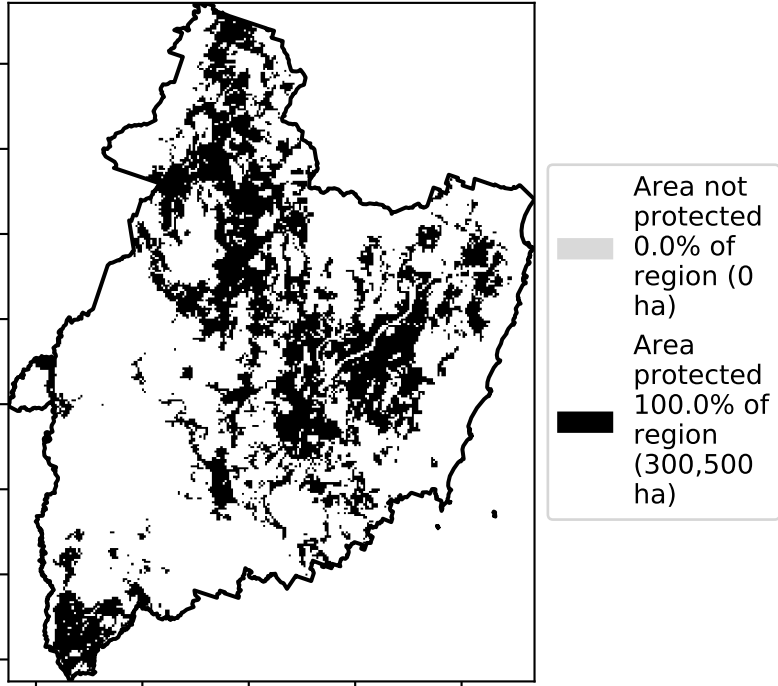 Area not
protected
0.0% of
region (0
ha)
Area
protected
100.0% of
region
(300,500
ha)